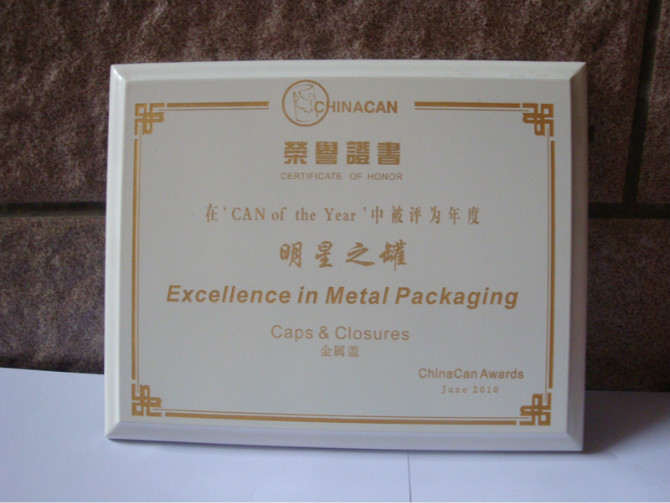 CHINACAN
榮譽證書
CERTIFICATE OF HONOR
在‘CAN of the Year’中被评为年度
明星之罐
Excellence in Metal Packaging
Caps & Closures
金属盖
ChinaCan Awards
June 2010